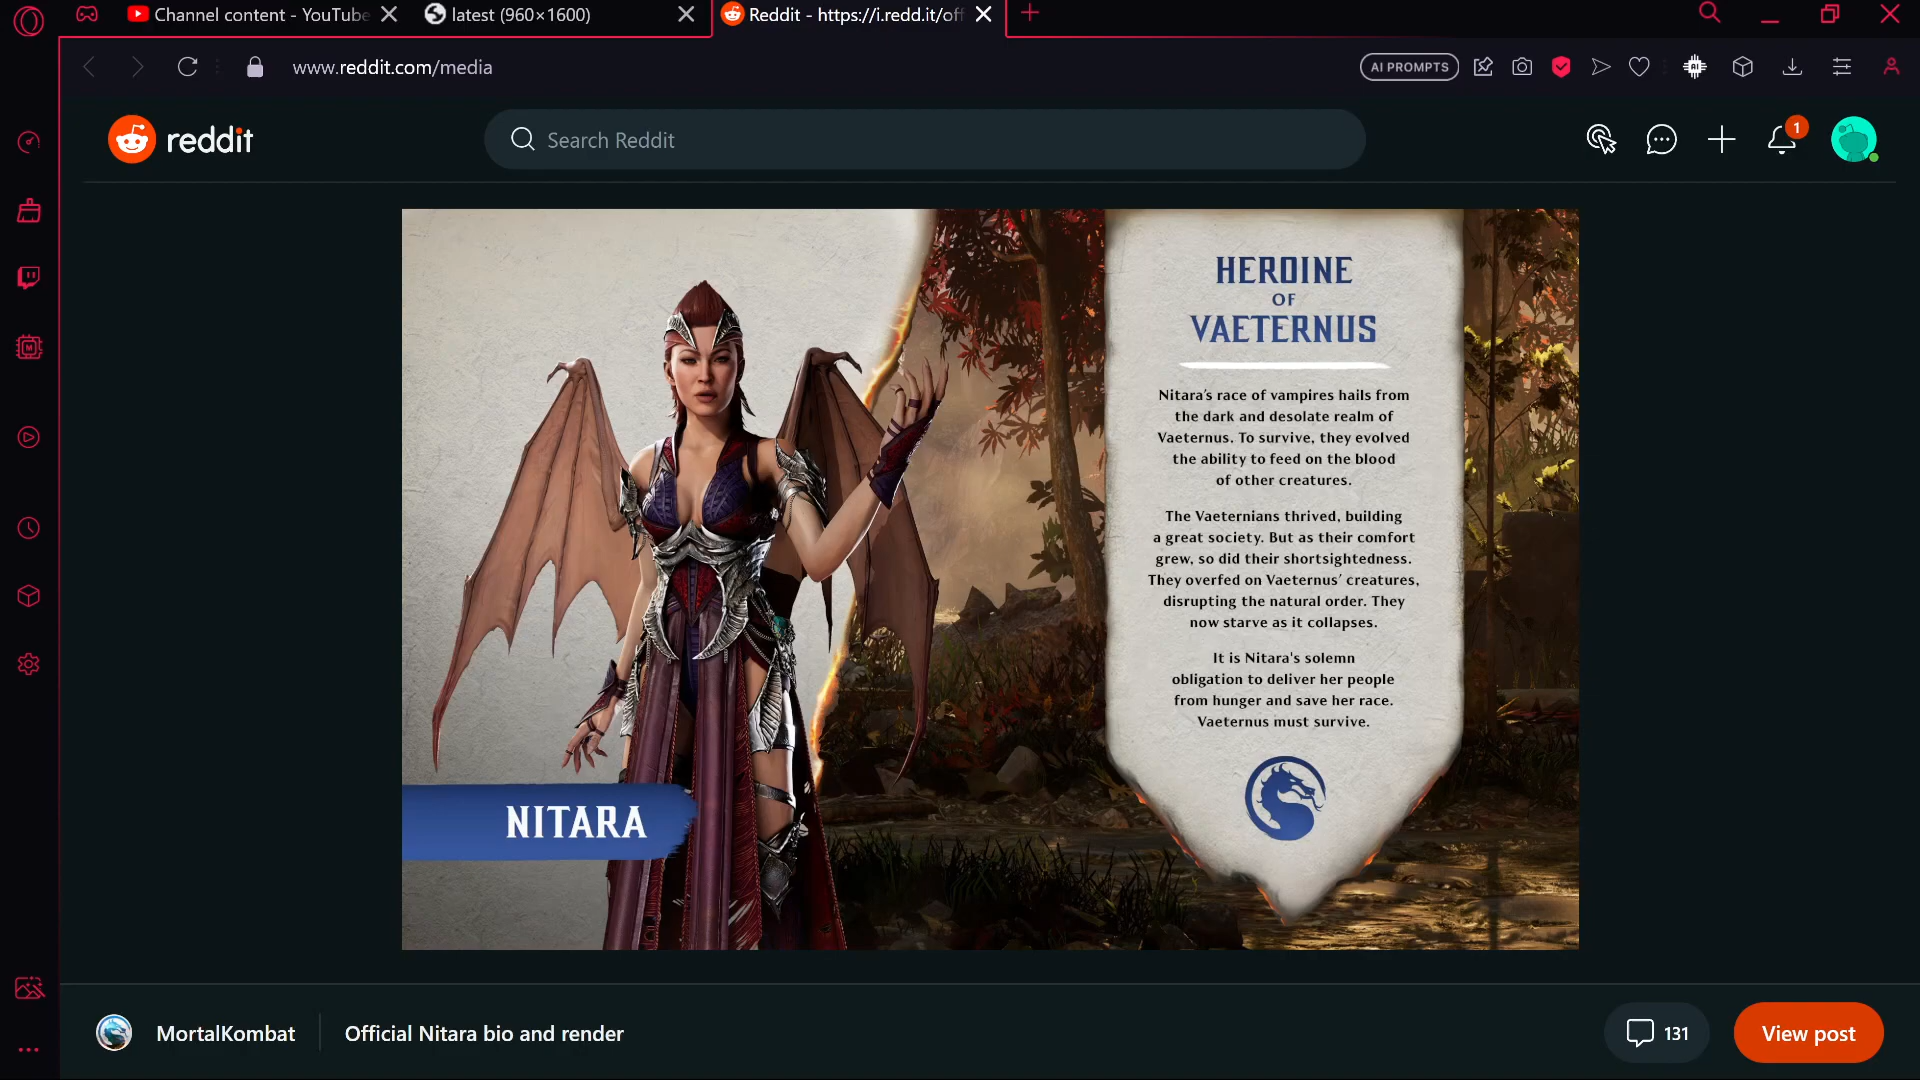 Channel content - YouTube
latest (960×1600)
Reddit - https://i.redd.it/off
www.reddit.com/media
AI PROMPTS
reddit
Search Reddit
1
HEROINE
OF
VAETERNUS
Nitara's race of vampires hails from
the dark and desolate realm of
Vaeternus. To survive, they evolved
the ability to feed on the blood
of other creatures.
The Vaeternians thrived, building
a great society. But as their comfort
grew, so did their shortsightedness.
They overfed on Vaeternus' creatures,
disrupting the natural order. They
now starve as it collapses.
It is Nitara's solemn
obligation to deliver her people
from hunger and save her race.
Vaeternus must survive.
NITARA
MortalKombat
Official Nitara bio and render
131
View post